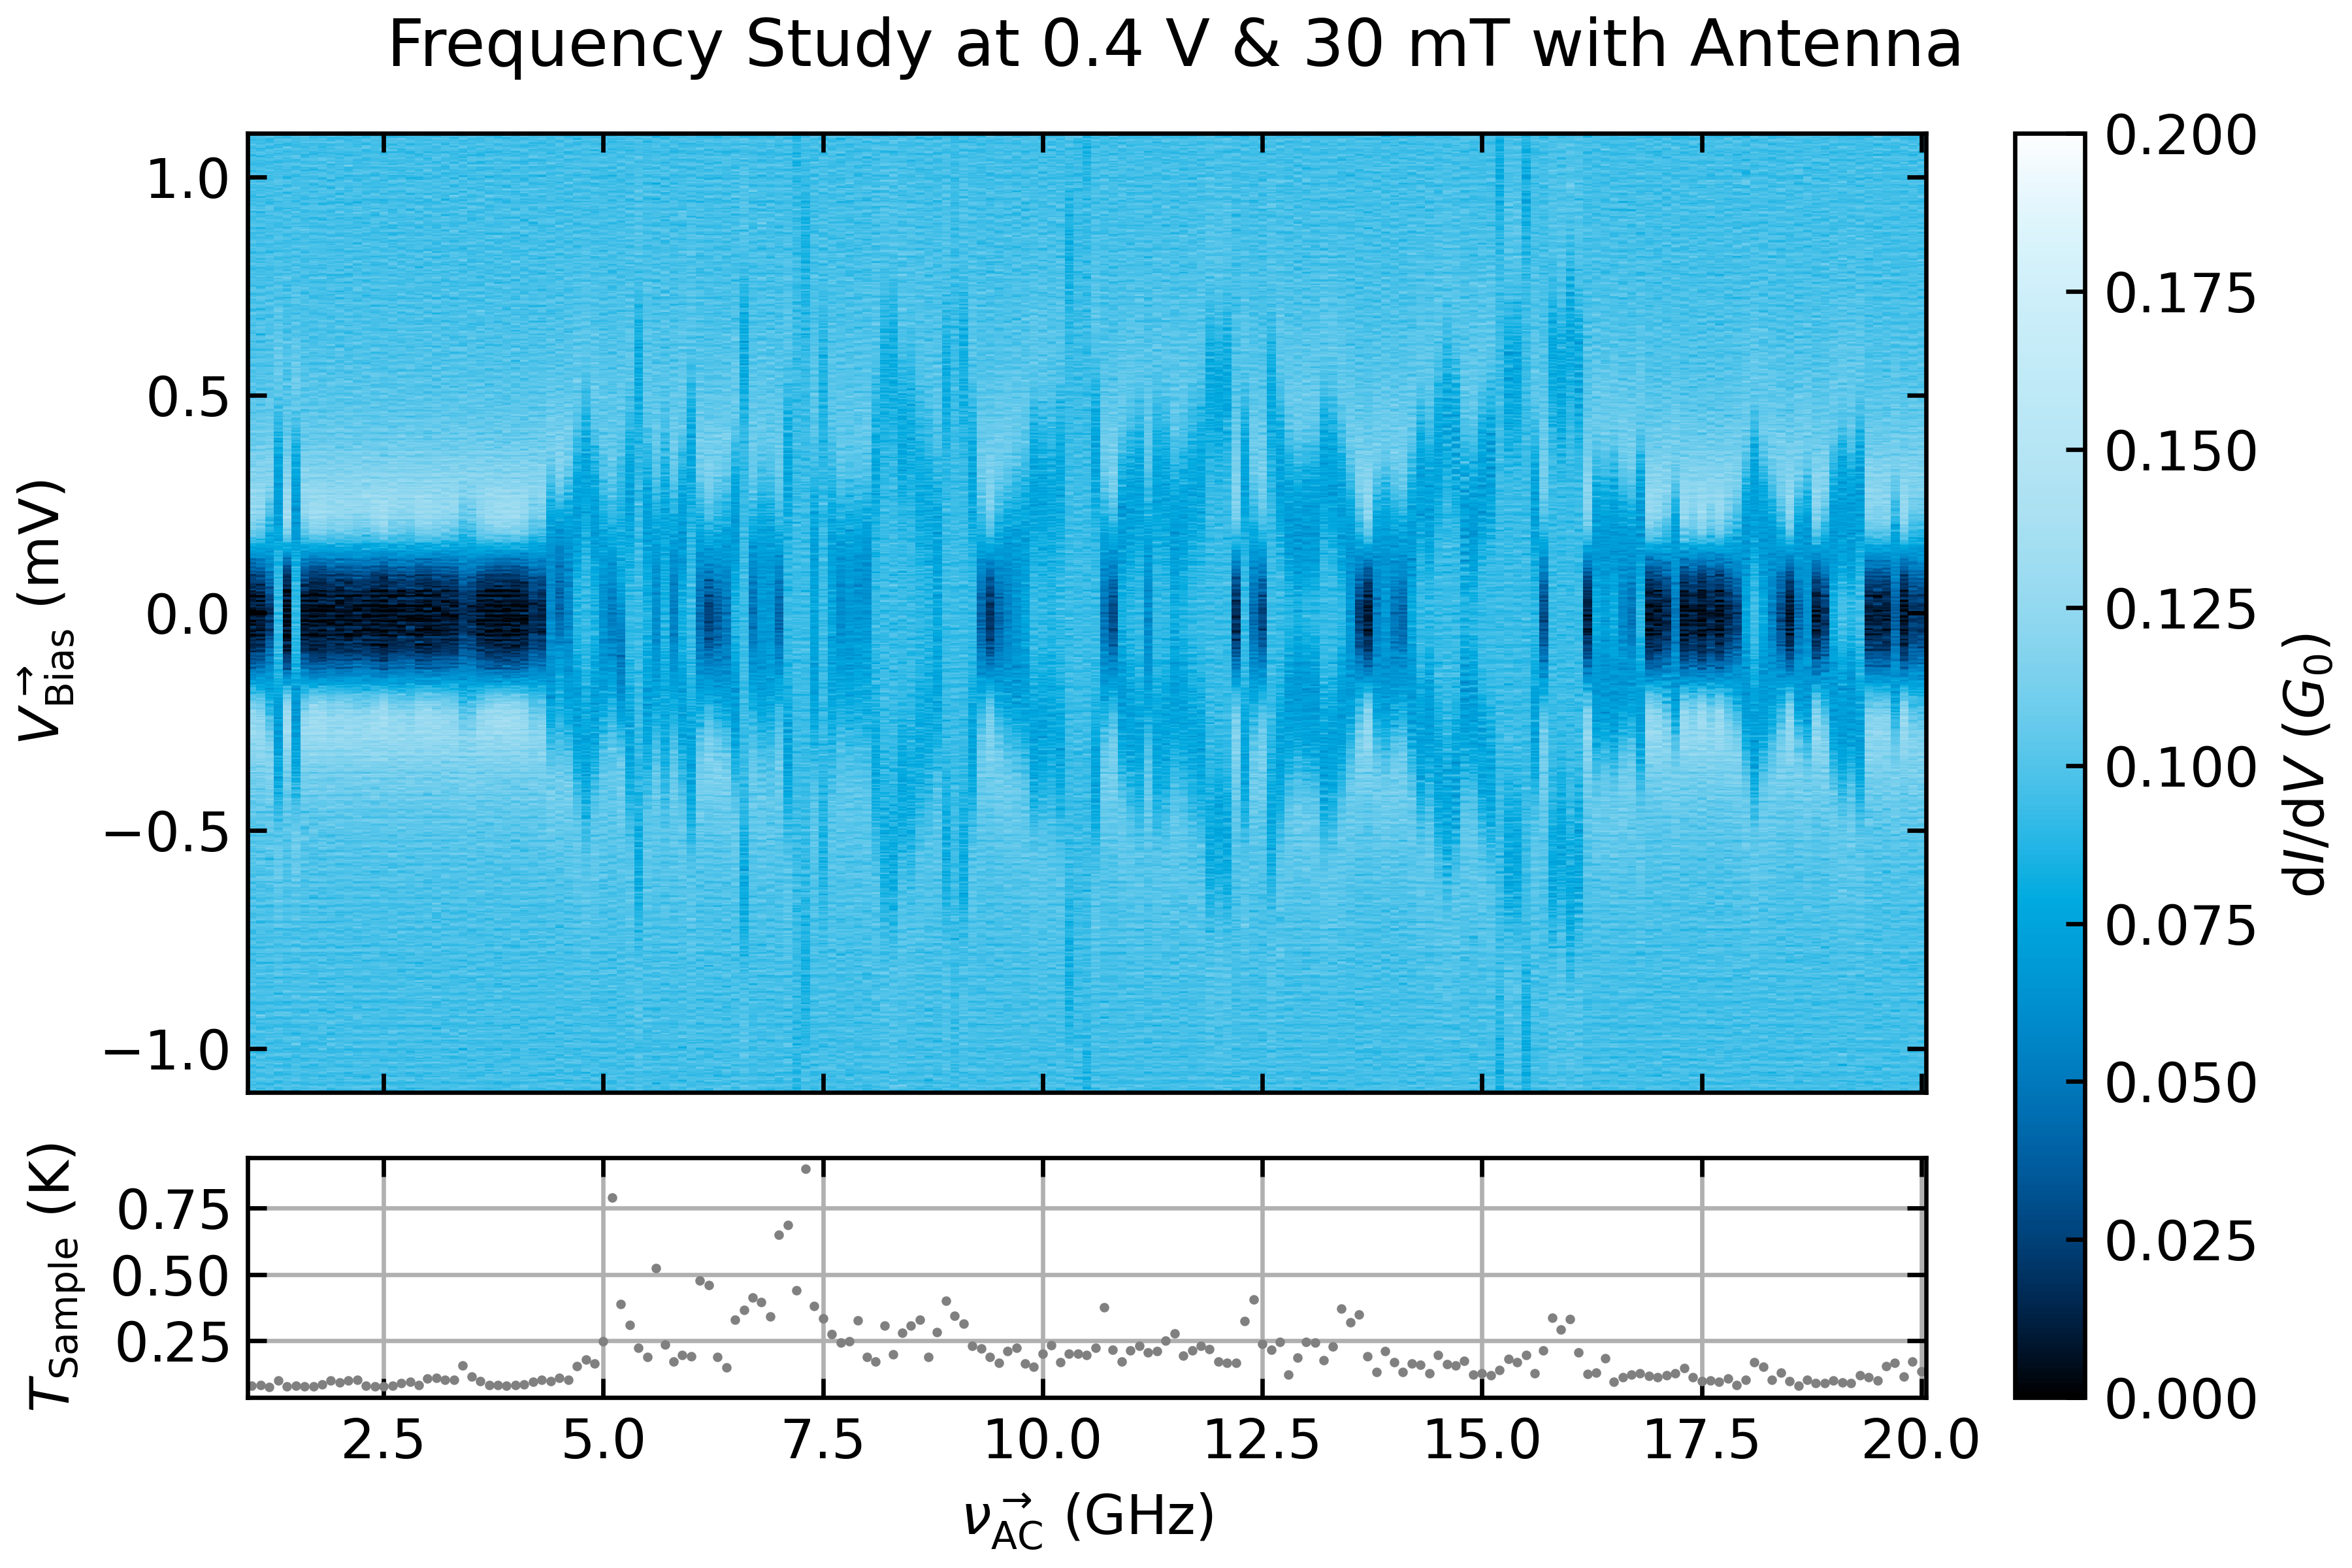 Frequency Study at 0.4 V & 30 mT with Antenna
1.0
0.5
0.0
−0.5
−1.0
V→Bias (mV)
0.200
0.175
0.150
0.125
0.100
0.075
0.050
0.025
0.000
dI/dV (G₀)
0.75
0.50
0.25
TSample (K)
2.5 5.0 7.5 10.0 12.5 15.0 17.5 20.0
ν→AC (GHz)